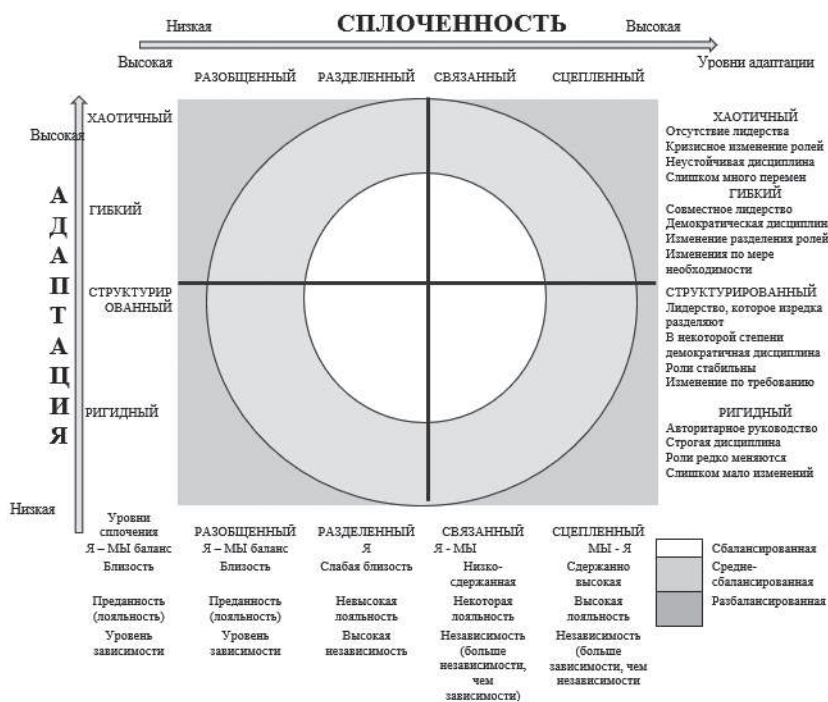 Низкая
СПЛОЧЕННОСТЬ
Высокая
Высокая
Уровни адаптации
РАЗОБЩЕННЫЙ
РАЗДЕЛЕННЫЙ
СВЯЗАННЫЙ
СЦЕПЛЕННЫЙ
Высокая
АДАПТАЦИЯ
Низкая
ХАОТИЧНЫЙ
ГИБКИЙ
СТРУКТУРИР
ОВАННЫЙ
РИГИДНЫЙ
ХАОТИЧНЫЙ
Отсутствие лидерства
Кризисное изменение ролей
Неустойчивая дисциплина
Слишком много перемен
ГИБКИЙ
Совместное лидерство
Демократическая дисциплин
Изменение разделения ролей
Изменения по мере
необходимости
СТРУКТУРИРОВАННЫЙ
Лидерство, которое изредка
разделяют
В некоторой степени
демократичная дисциплина
Роли стабильны
Изменение по требованию
РИГИДНЫЙ
Авторитарное руководство
Строгая дисциплина
Роли редко меняются
Слишком мало изменений
Уровни
сплочения
Я – МЫ баланс
Близость
Преданность
(лояльность)
Уровень
зависимости
РАЗОБЩЕННЫЙ
Я – МЫ баланс
Близость
Преданность
(лояльность)
Уровень
зависимости
РАЗДЕЛЕННЫЙ
Я
Слабая близость
Невысокая
лояльность
Высокая
независимость
СВЯЗАННЫЙ
Я - МЫ
Низко-
сдержанная
Некоторая
лояльность
Независимость
(больше
независимости,
чем
зависимости)
СЦЕПЛЕННЫЙ
МЫ - Я
Сдержанно
высокая
Высокая
лояльность
Независимость
(больше
зависимости, чем
независимости
Сбалансированная
Средне-
сбалансированная
Разбалансированная